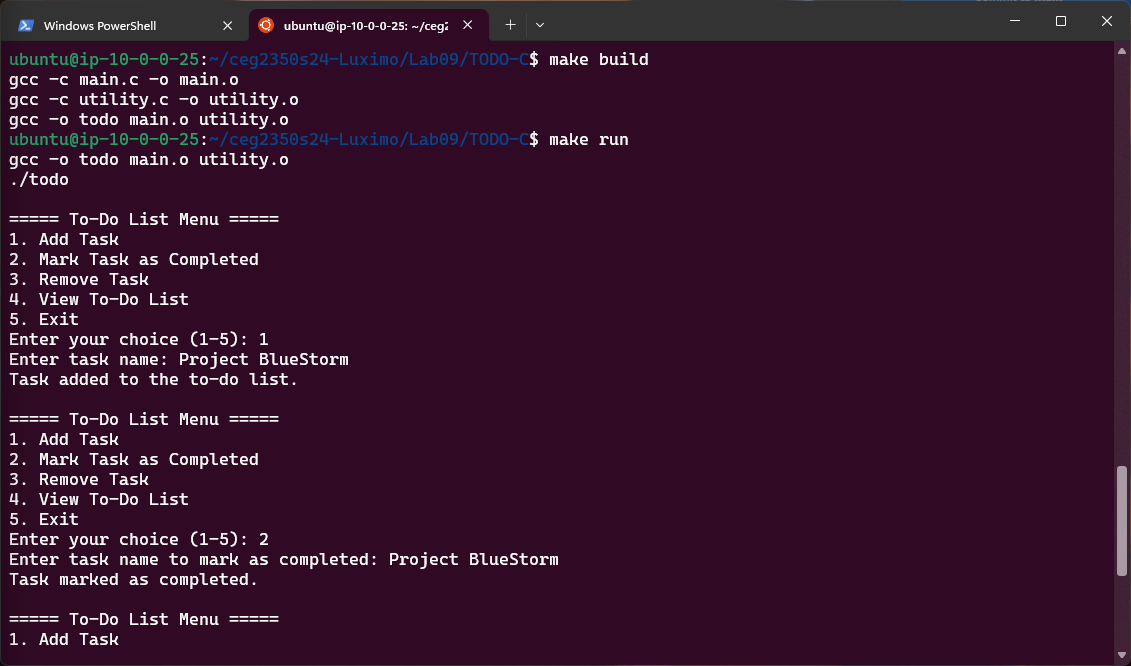 Windows PowerShell
ubuntu@ip-10-0-0-25: ~/ceg2
ubuntu@ip-10-0-0-25:~/ceg2350s24-Luximo/Lab09/TODO-C$ make build
gcc -c main.c -o main.o
gcc -c utility.c -o utility.o
gcc -o todo main.o utility.o
ubuntu@ip-10-0-0-25:~/ceg2350s24-Luximo/Lab09/TODO-C$ make run
gcc -o todo main.o utility.o
./todo
===== To-Do List Menu =====
1. Add Task
2. Mark Task as Completed
3. Remove Task
4. View To-Do List
5. Exit
Enter your choice (1-5): 1
Enter task name: Project BlueStorm
Task added to the to-do list.
===== To-Do List Menu =====
1. Add Task
2. Mark Task as Completed
3. Remove Task
4. View To-Do List
5. Exit
Enter your choice (1-5): 2
Enter task name to mark as completed: Project BlueStorm
Task marked as completed.
===== To-Do List Menu =====
1. Add Task